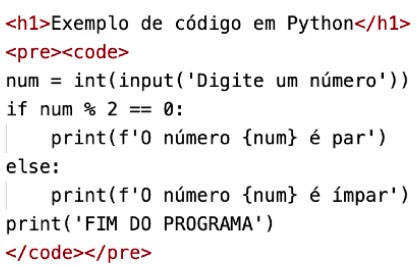 <h1>Exemplo de código em Python</h1>
<pre><code>
num = int(input('Digite um número'))
if num % 2 == 0:
    print(f'O número {num} é par')
else:
    print(f'O número {num} é ímpar')
print('FIM DO PROGRAMA')
</code></pre>